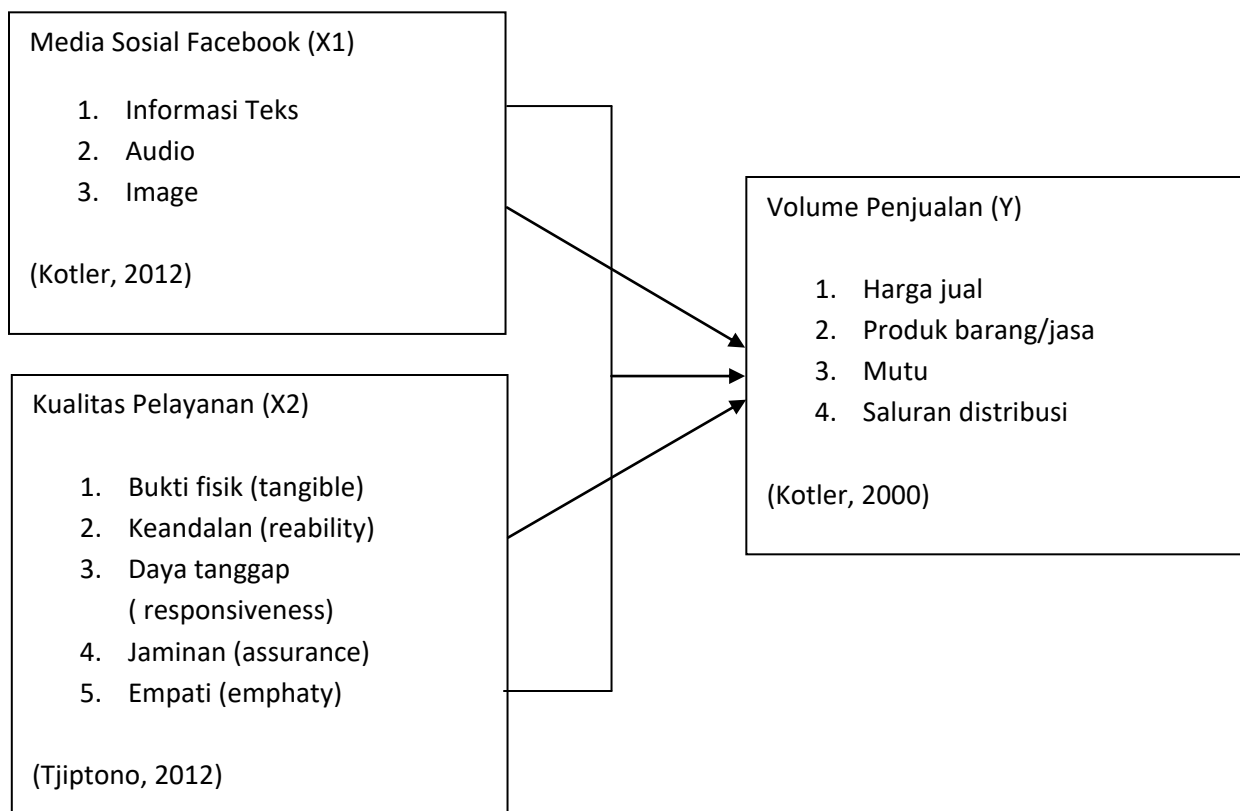 Media Sosial Facebook (X1)
1. Informasi Teks
2. Audio
3. Image
(Kotler, 2012)
Volume Penjualan (Y)
1. Harga jual
2. Produk barang/jasa
3. Mutu
4. Saluran distribusi
(Kotler, 2000)
Kualitas Pelayanan (X2)
1. Bukti fisik (tangible)
2. Keandalan (reability)
3. Daya tanggap
( responsiveness)
4. Jaminan (assurance)
5. Empati (emphaty)
(Tjiptono, 2012)